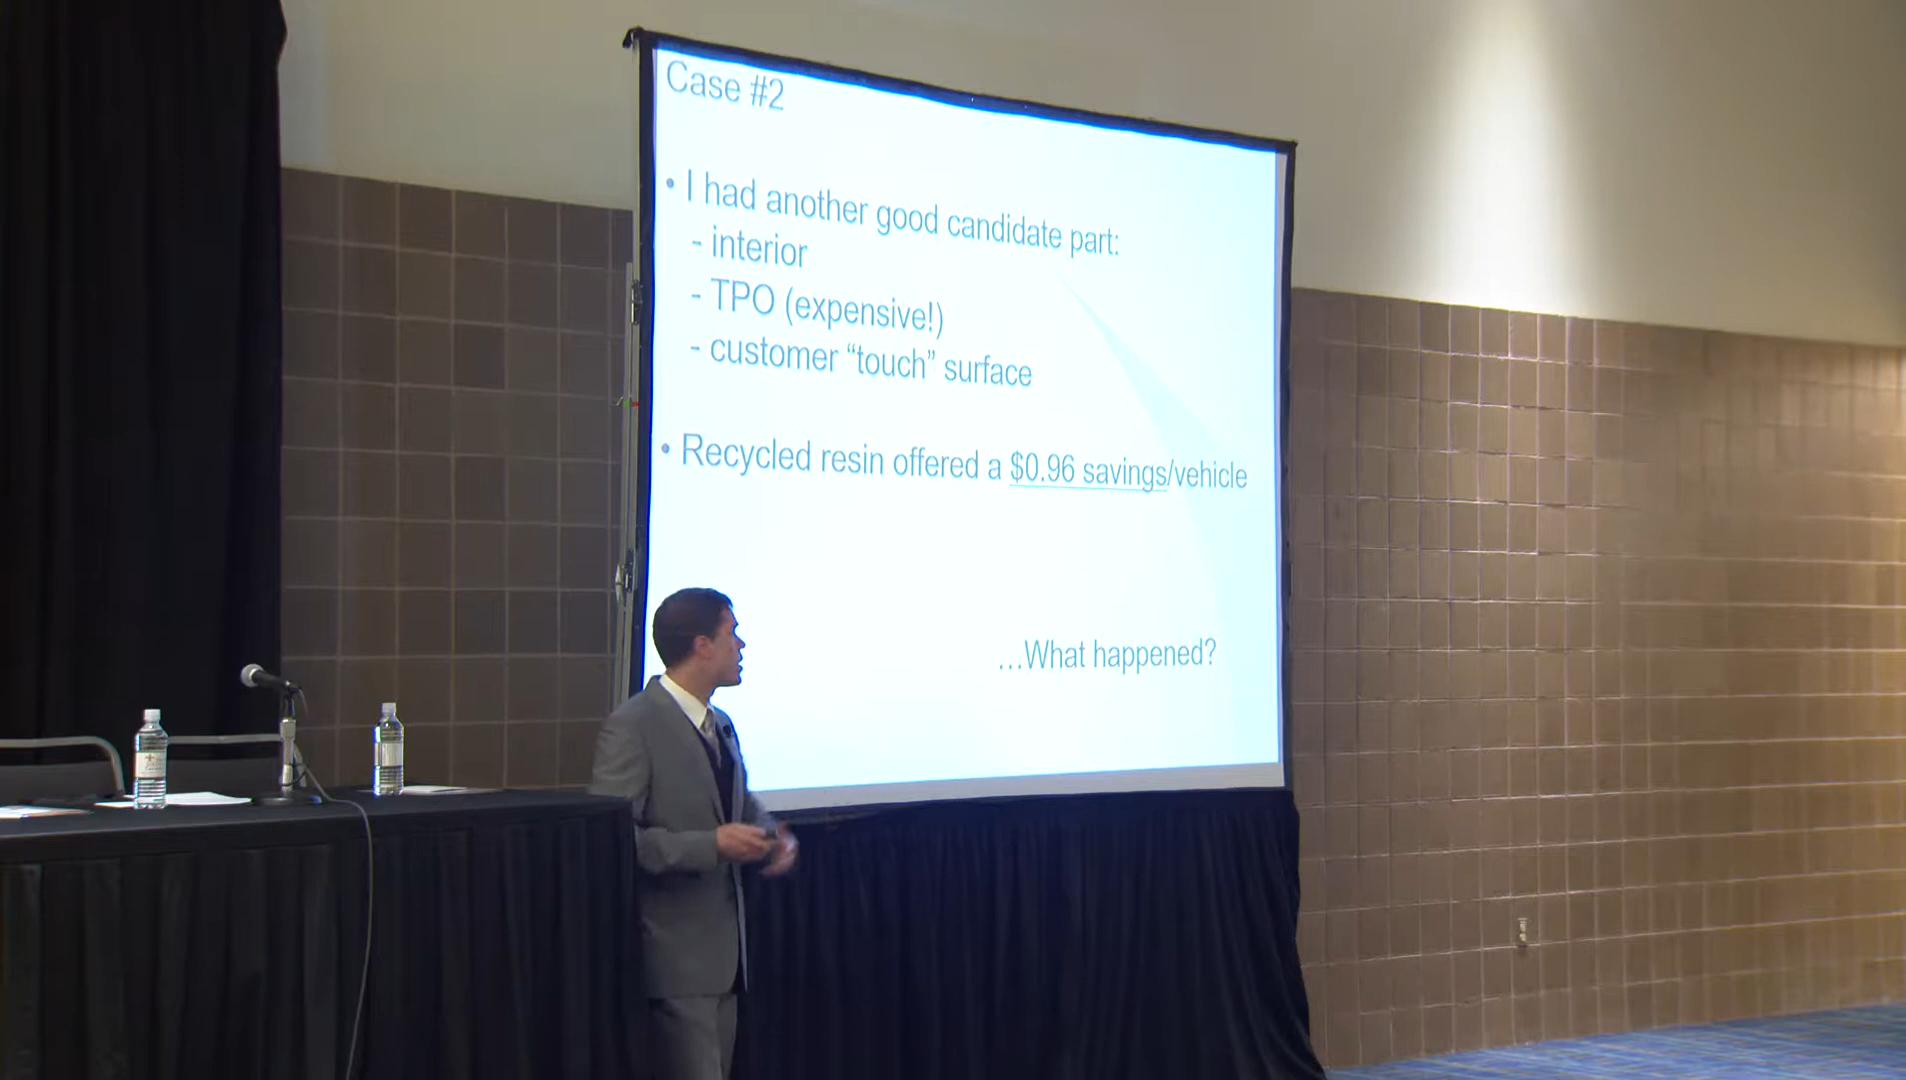 Case #2
• I had another good candidate part:
- interior
- TPO (expensive!)
- customer “touch” surface
• Recycled resin offered a $0.96 savings/vehicle
…What happened?